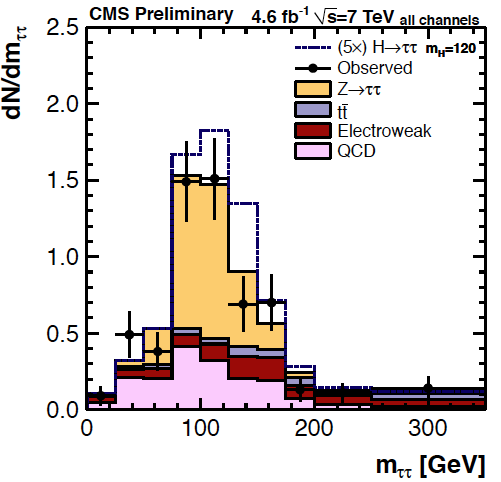 CMS Preliminary 4.6 fb⁻¹ √s=7 TeV all channels
dN/dm_ττ
2.5
2.0
1.5
1.0
0.5
0.0
(5×) H→ττ m_H=120
Observed
Z→ττ
tt̄
Electroweak
QCD
0 100 200 300
m_ττ [GeV]